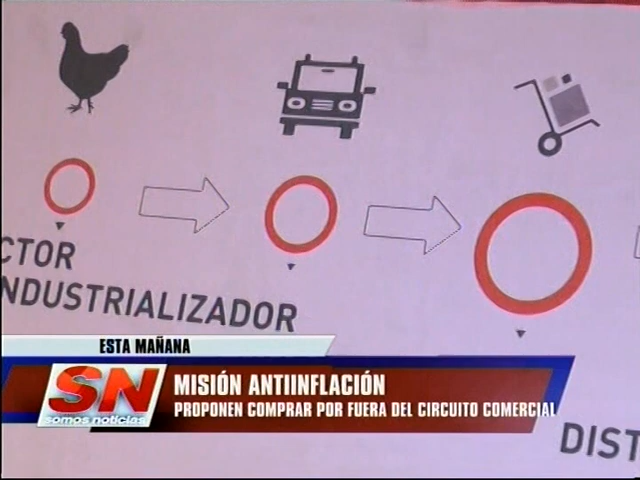 CTOR
NDUSTRIALIZADOR
ESTA MAÑANA
SN
somos noticias
MISIÓN ANTIINFLACIÓN
PROPONEN COMPRAR POR FUERA DEL CIRCUITO COMERCIAL
DIST